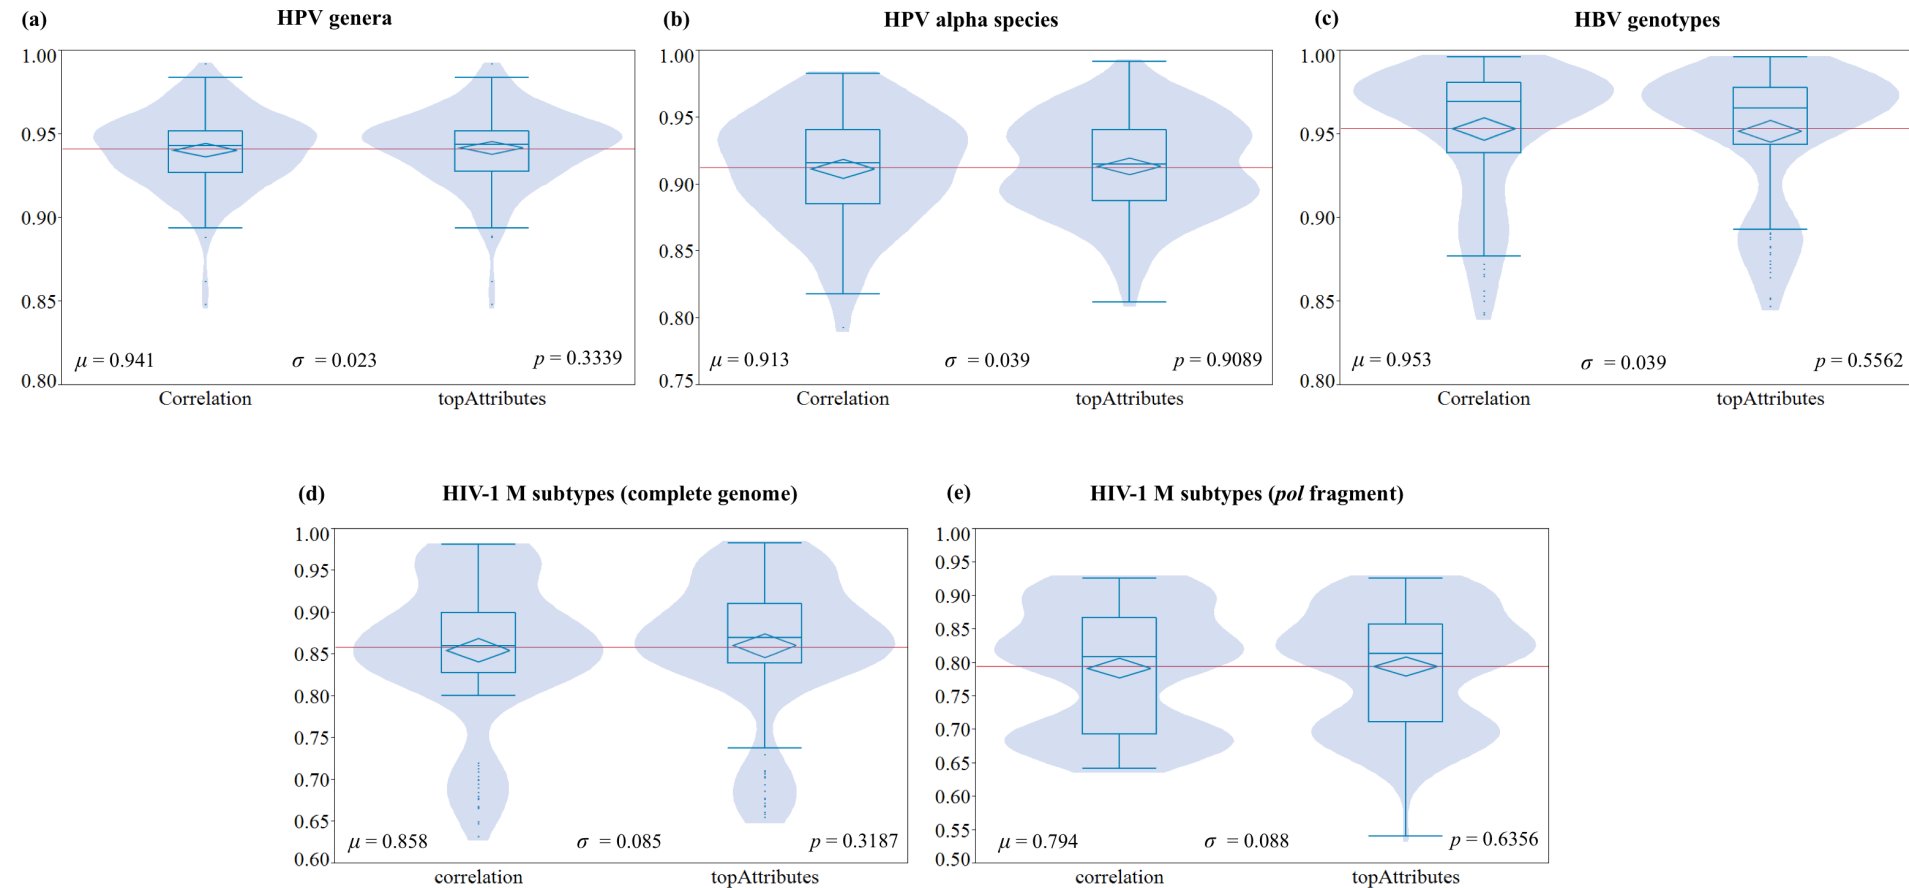 (a) HPV genera
1.00
0.95
0.90
0.85
0.80
μ = 0.941 σ = 0.023 p = 0.3339
Correlation topAttributes
(b) HPV alpha species
1.00
0.95
0.90
0.85
0.80
0.75
μ = 0.913 σ = 0.039 p = 0.9089
Correlation topAttributes
(c) HBV genotypes
1.00
0.95
0.90
0.85
0.80
μ = 0.953 σ = 0.039 p = 0.5562
Correlation topAttributes
(d) HIV-1 M subtypes (complete genome)
1.00
0.95
0.90
0.85
0.80
0.75
0.70
0.65
0.60
μ = 0.858 σ = 0.085 p = 0.3187
correlation topAttributes
(e) HIV-1 M subtypes (pol fragment)
1.00
0.95
0.90
0.85
0.80
0.75
0.70
0.65
0.60
0.55
0.50
μ = 0.794 σ = 0.088 p = 0.6356
correlation topAttributes